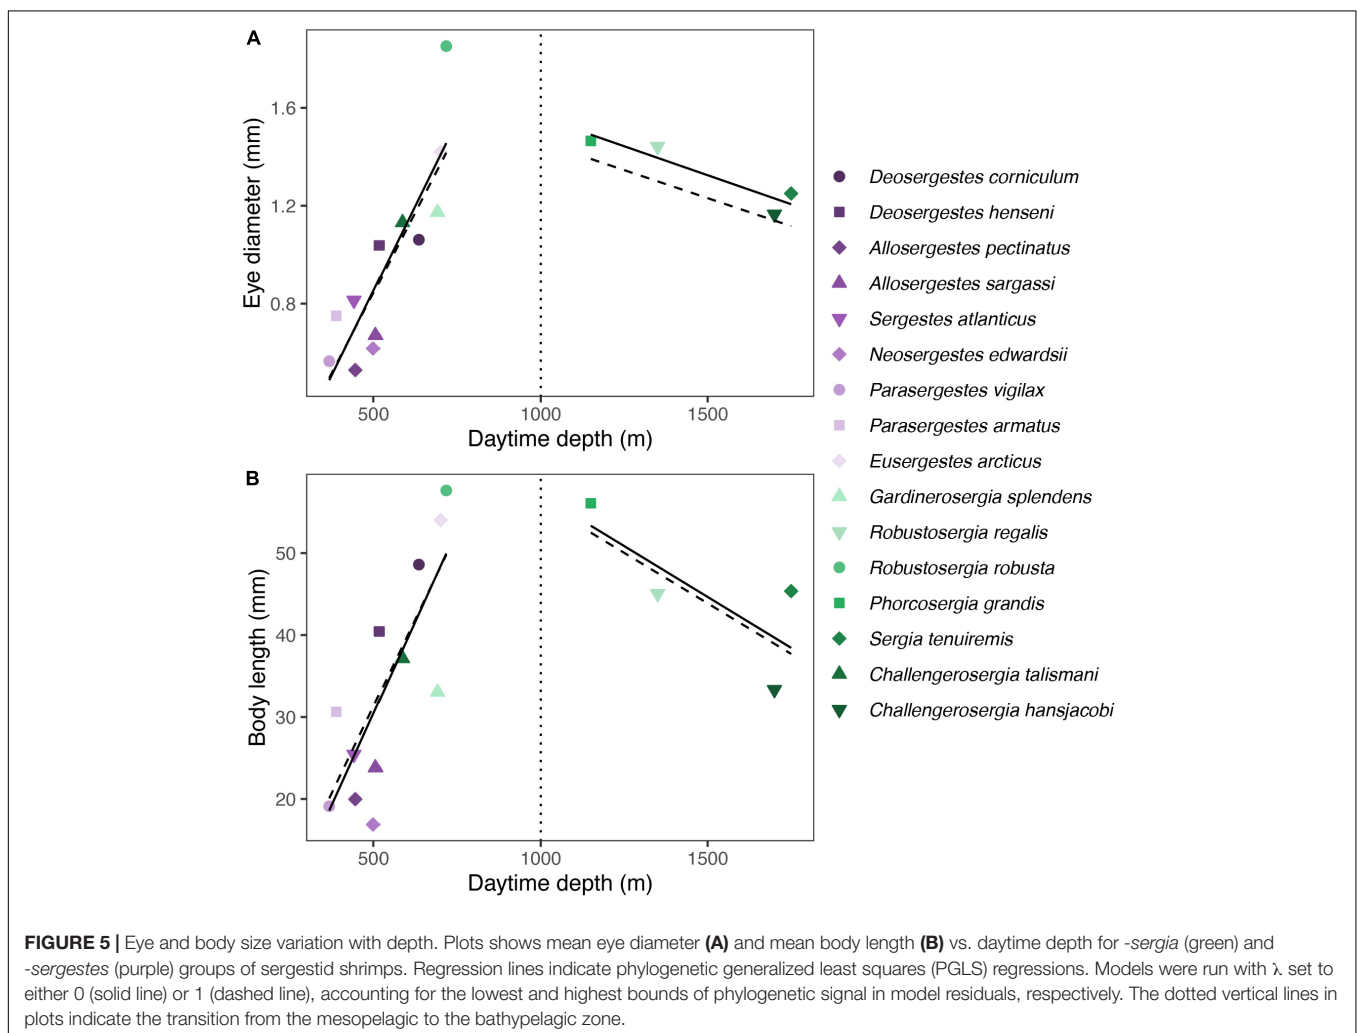 A
Eye diameter (mm)
1.6
1.2
0.8
500 1000 1500
Daytime depth (m)
B
Body length (mm)
50
40
30
20
500 1000 1500
Daytime depth (m)
Deosergestes corniculum
Deosergestes henseni
Allosergestes pectinatus
Allosergestes sargassi
Sergestes atlanticus
Neosergestes edwardsii
Parasergestes vigilax
Parasergestes armatus
Eusergestes arcticus
Gardinerosergia splendens
Robustosergia regalis
Robustosergia robusta
Phorcosergia grandis
Sergia tenuiremis
Challengerosergia talismani
Challengerosergia hansjacobi
FIGURE 5 | Eye and body size variation with depth. Plots shows mean eye diameter (A) and mean body length (B) vs. daytime depth for -sergia (green) and
-sergestes (purple) groups of sergestid shrimps. Regression lines indicate phylogenetic generalized least squares (PGLS) regressions. Models were run with λ set to
either 0 (solid line) or 1 (dashed line), accounting for the lowest and highest bounds of phylogenetic signal in model residuals, respectively. The dotted vertical lines in
plots indicate the transition from the mesopelagic to the bathypelagic zone.